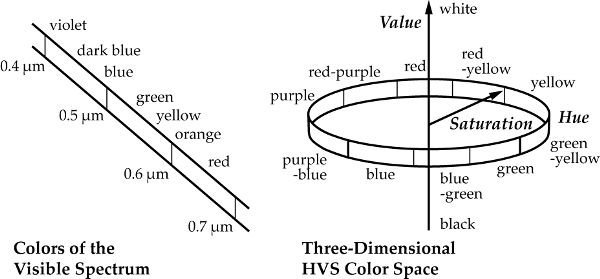 violet
dark blue
0.4 µm
blue
green
0.5 µm
yellow
orange
0.6 µm
red
0.7 µm
Colors of the
Visible Spectrum
Value
white
red
-yellow
red
red-purple
yellow
purple
Hue
Saturation
green
-yellow
purple
-blue
blue
blue
-green
green
black
Three-Dimensional
HVS Color Space